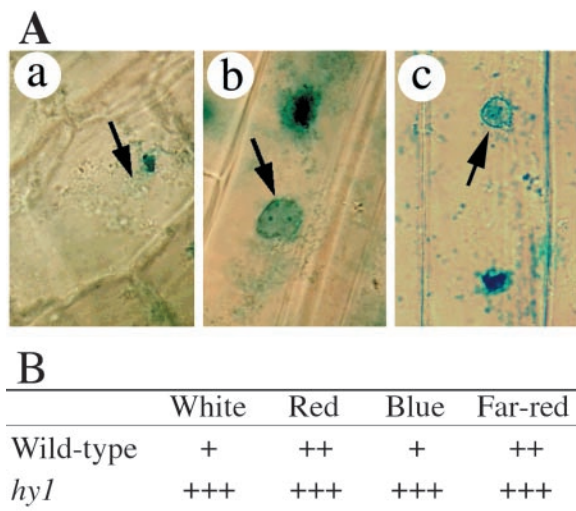 A
a b c
B
White Red Blue Far-red
Wild-type + ++ + ++
hy1 +++ +++ +++ +++